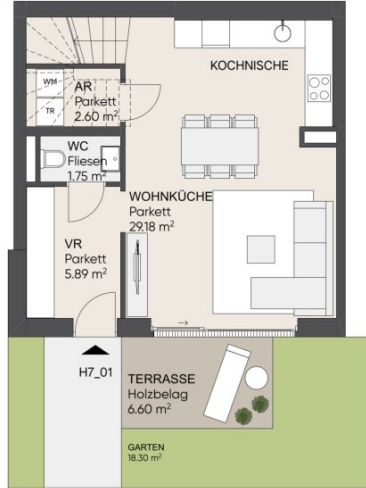 KOCHNISCHE
WM
TR
AR
Parkett
2.60 m²
WC
Fliesen
1.75 m²
WOHNKÜCHE
Parkett
29.18 m²
VR
Parkett
5.89 m²
H7_01
TERRASSE
Holzbelag
6.60 m²
GARTEN
18.30 m²